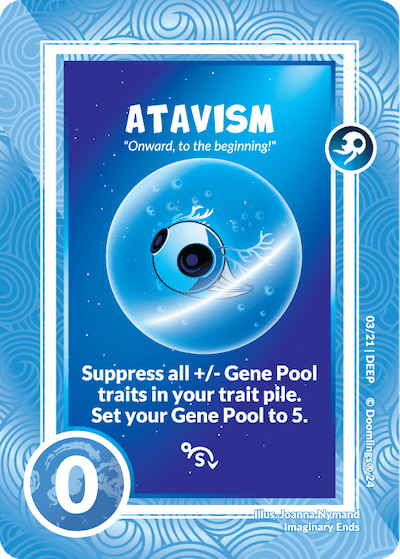 ATAVISM
"Onward, to the beginning!"
Suppress all +/- Gene Pool
traits in your trait pile.
Set your Gene Pool to 5.
S
0
03/21 | DEEP © Doomlings® 24
Illus. Joanna Nymand
Imaginary Ends